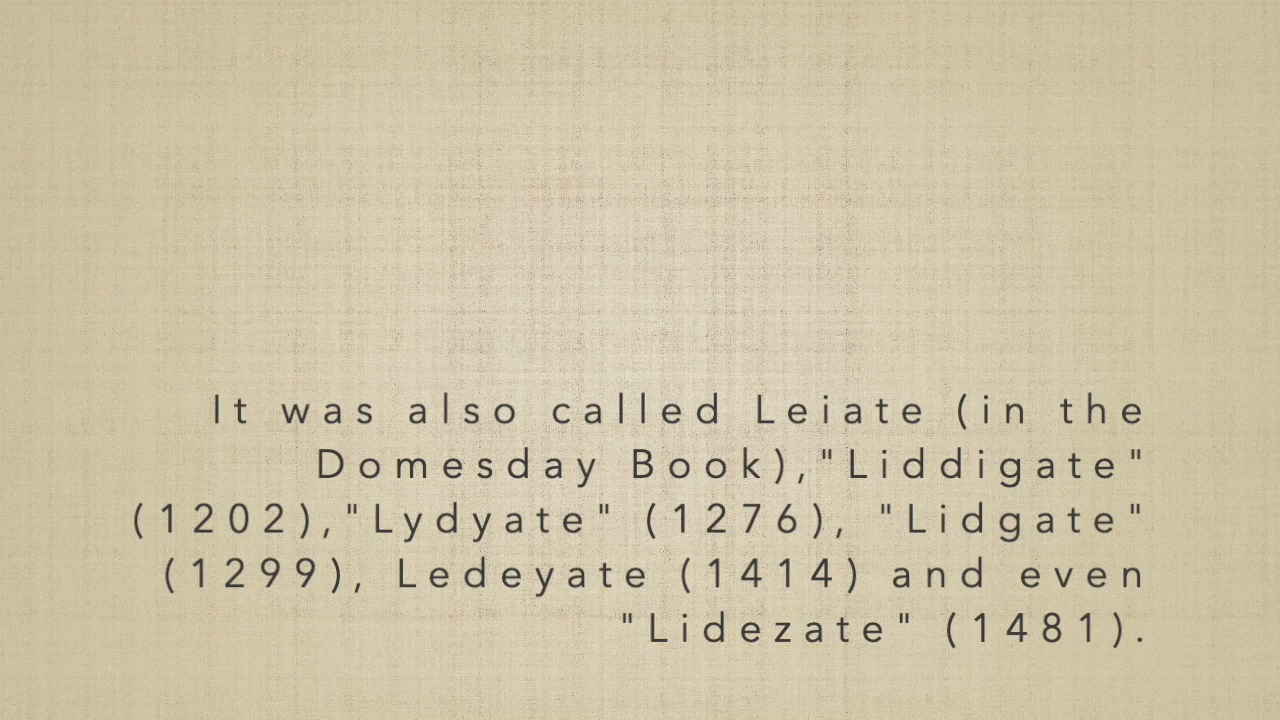 It was also called Leiate (in the
Domesday Book),"Liddigate"
(1202),"Lydyate" (1276), "Lidgate"
(1299), Ledeyate (1414) and even
"Lidezate" (1481).